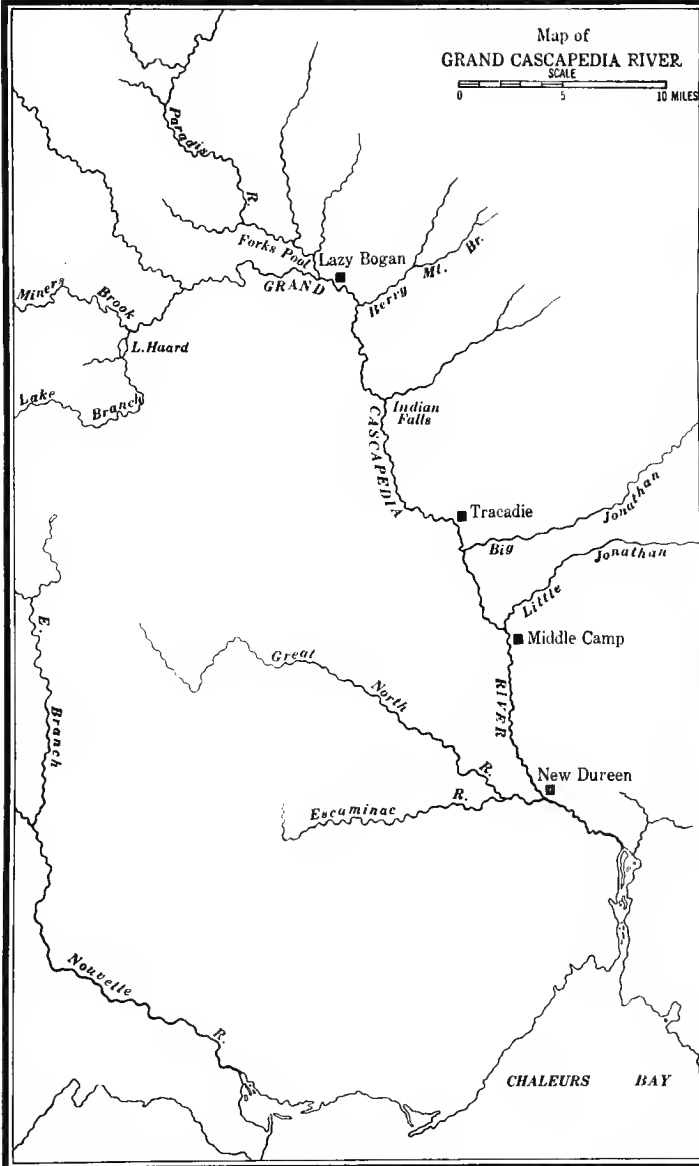 Map of
GRAND CASCAPEDIA RIVER
SCALE
0 5 10 MILES
Paradis R.
Forks Pool
Lazy Bogan
GRAND
Berry Mt. Br.
Miners Brook
L. Haard
Lake Branch
Indian
Falls
CASCAPEDIA
Tracadie
Big Jonathan
Little Jonathan
Middle Camp
E. Branch
Great North R.
RIVER
New Dureen
Escuminac R.
Nouvelle R.
CHALEURS BAY